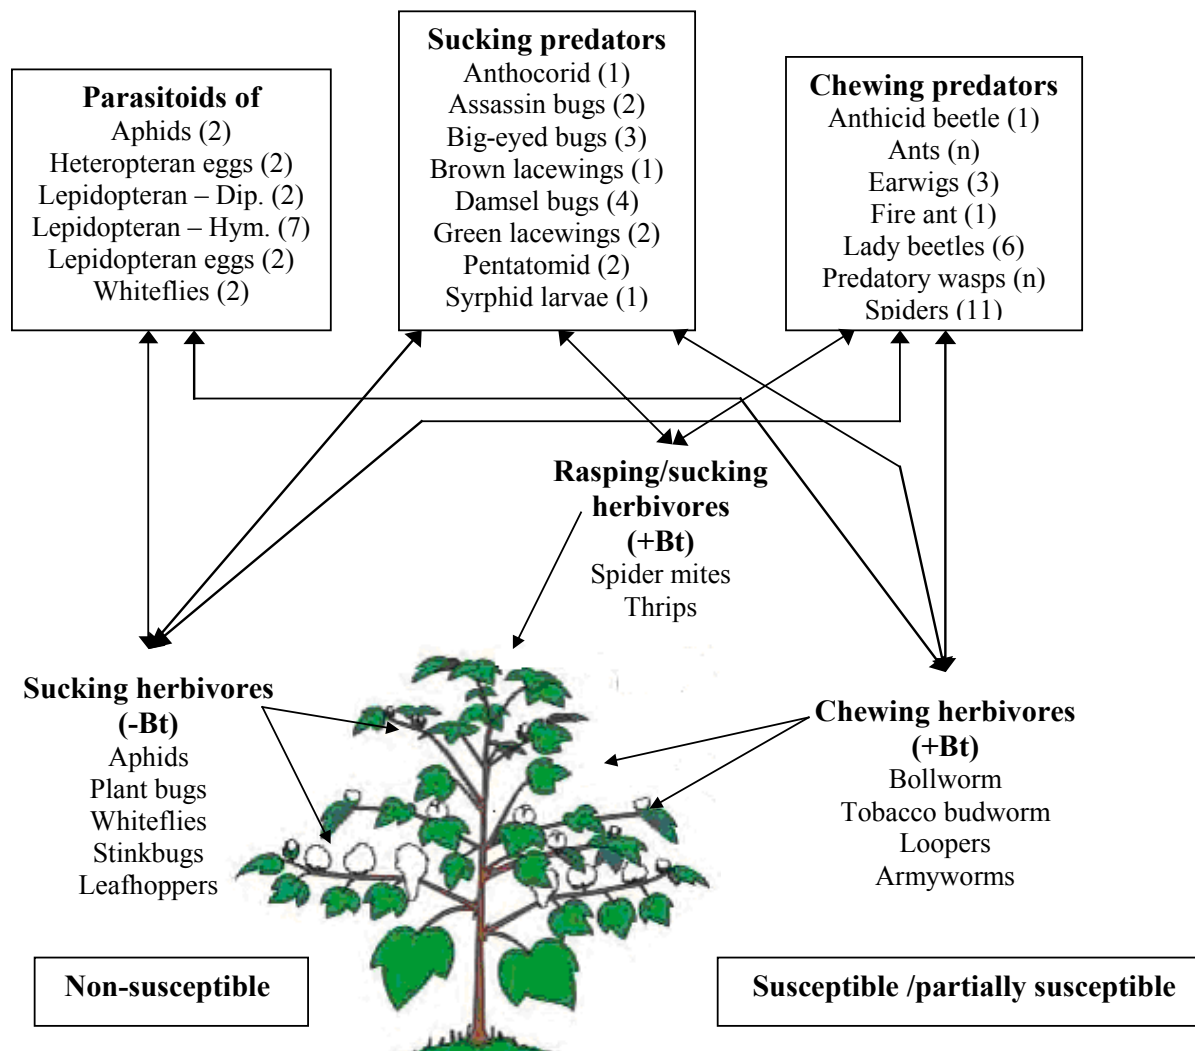 Parasitoids of
Aphids (2)
Heteropteran eggs (2)
Lepidopteran – Dip. (2)
Lepidopteran – Hym. (7)
Lepidopteran eggs (2)
Whiteflies (2)
Sucking predators
Anthocorid (1)
Assassin bugs (2)
Big-eyed bugs (3)
Brown lacewings (1)
Damsel bugs (4)
Green lacewings (2)
Pentatomid (2)
Syrphid larvae (1)
Chewing predators
Anthicid beetle (1)
Ants (n)
Earwigs (3)
Fire ant (1)
Lady beetles (6)
Predatory wasps (n)
Spiders (11)
Rasping/sucking
herbivores
(+Bt)
Spider mites
Thrips
Sucking herbivores
(-Bt)
Aphids
Plant bugs
Whiteflies
Stinkbugs
Leafhoppers
Chewing herbivores
(+Bt)
Bollworm
Tobacco budworm
Loopers
Armyworms
Non-susceptible
Susceptible /partially susceptible